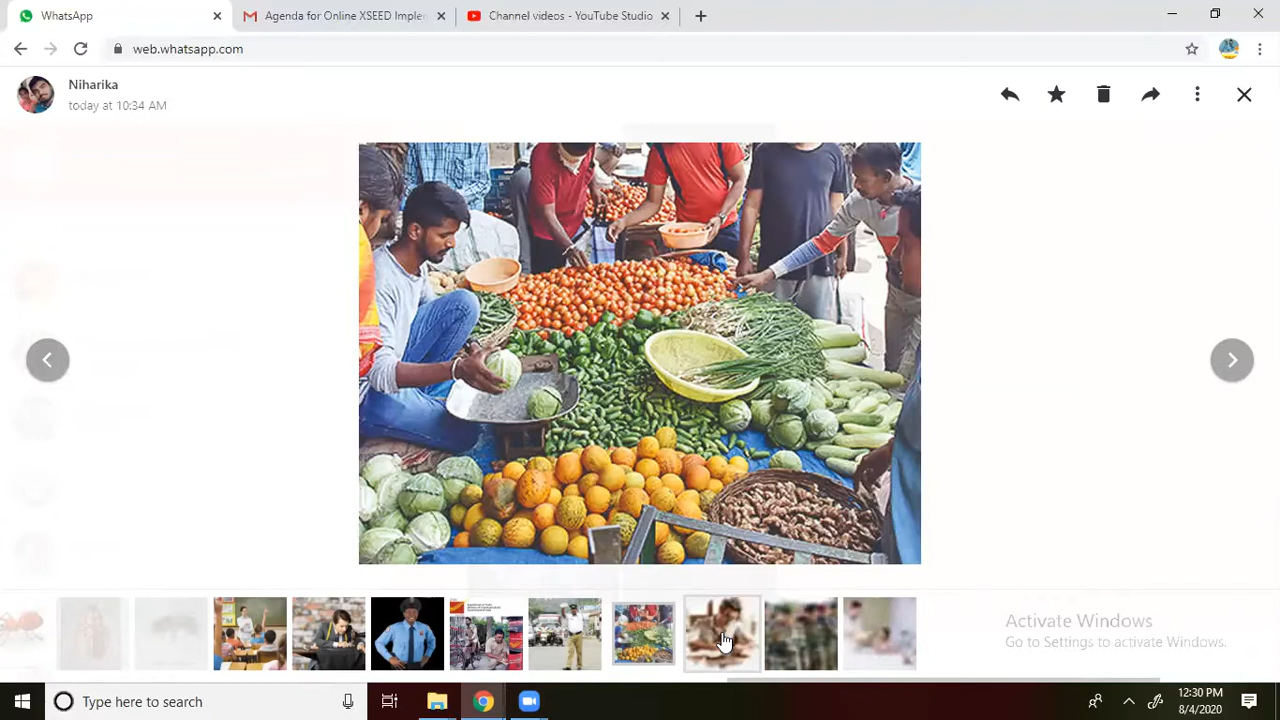 WhatsApp
Agenda for Online XSEED Imple
Channel videos - YouTube Studio
web.whatsapp.com
Niharika
today at 10:34 AM
Activate Windows
Go to Settings to activate Windows.
Type here to search
12:30 PM
8/4/2020